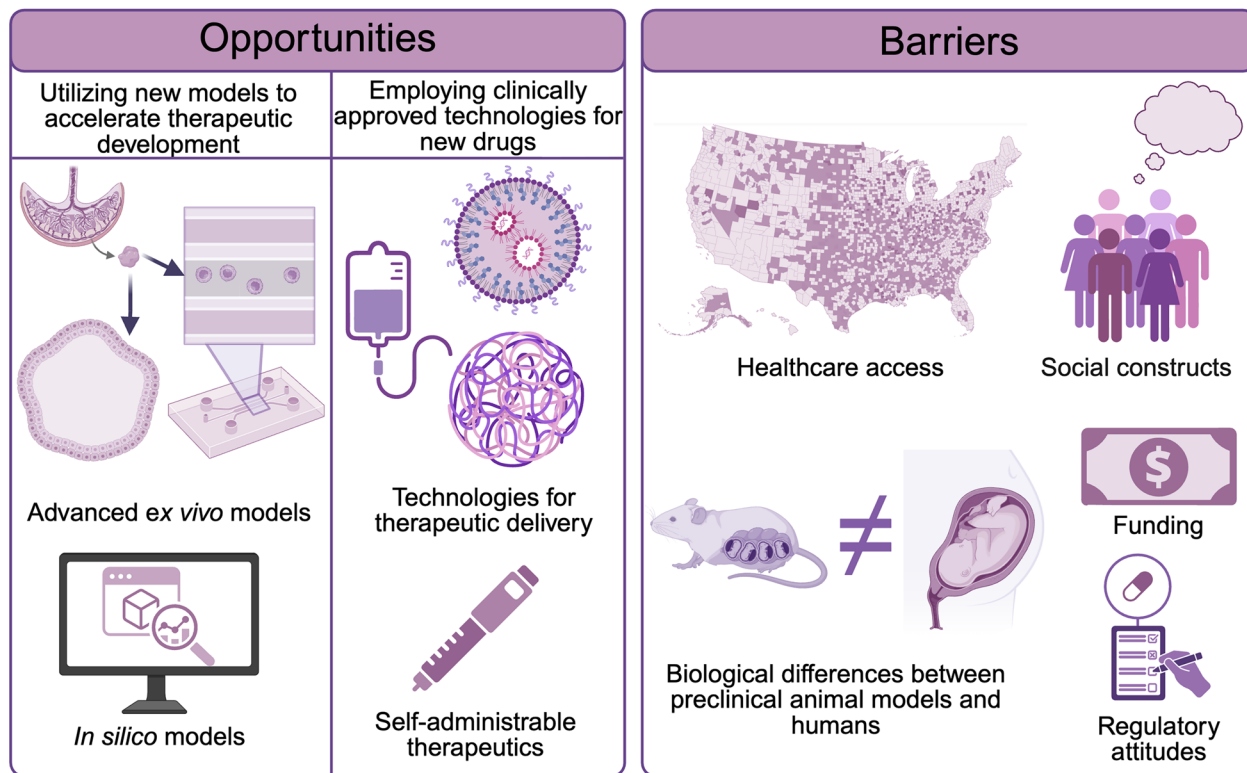 Opportunities
Utilizing new models to
accelerate therapeutic
development
Employing clinically
approved technologies for
new drugs
Advanced ex vivo models
In silico models
Technologies for
therapeutic delivery
Self-administrable
therapeutics
Barriers
Healthcare access
Social constructs
$
Funding
Biological differences between
preclinical animal models and
humans
Regulatory
attitudes